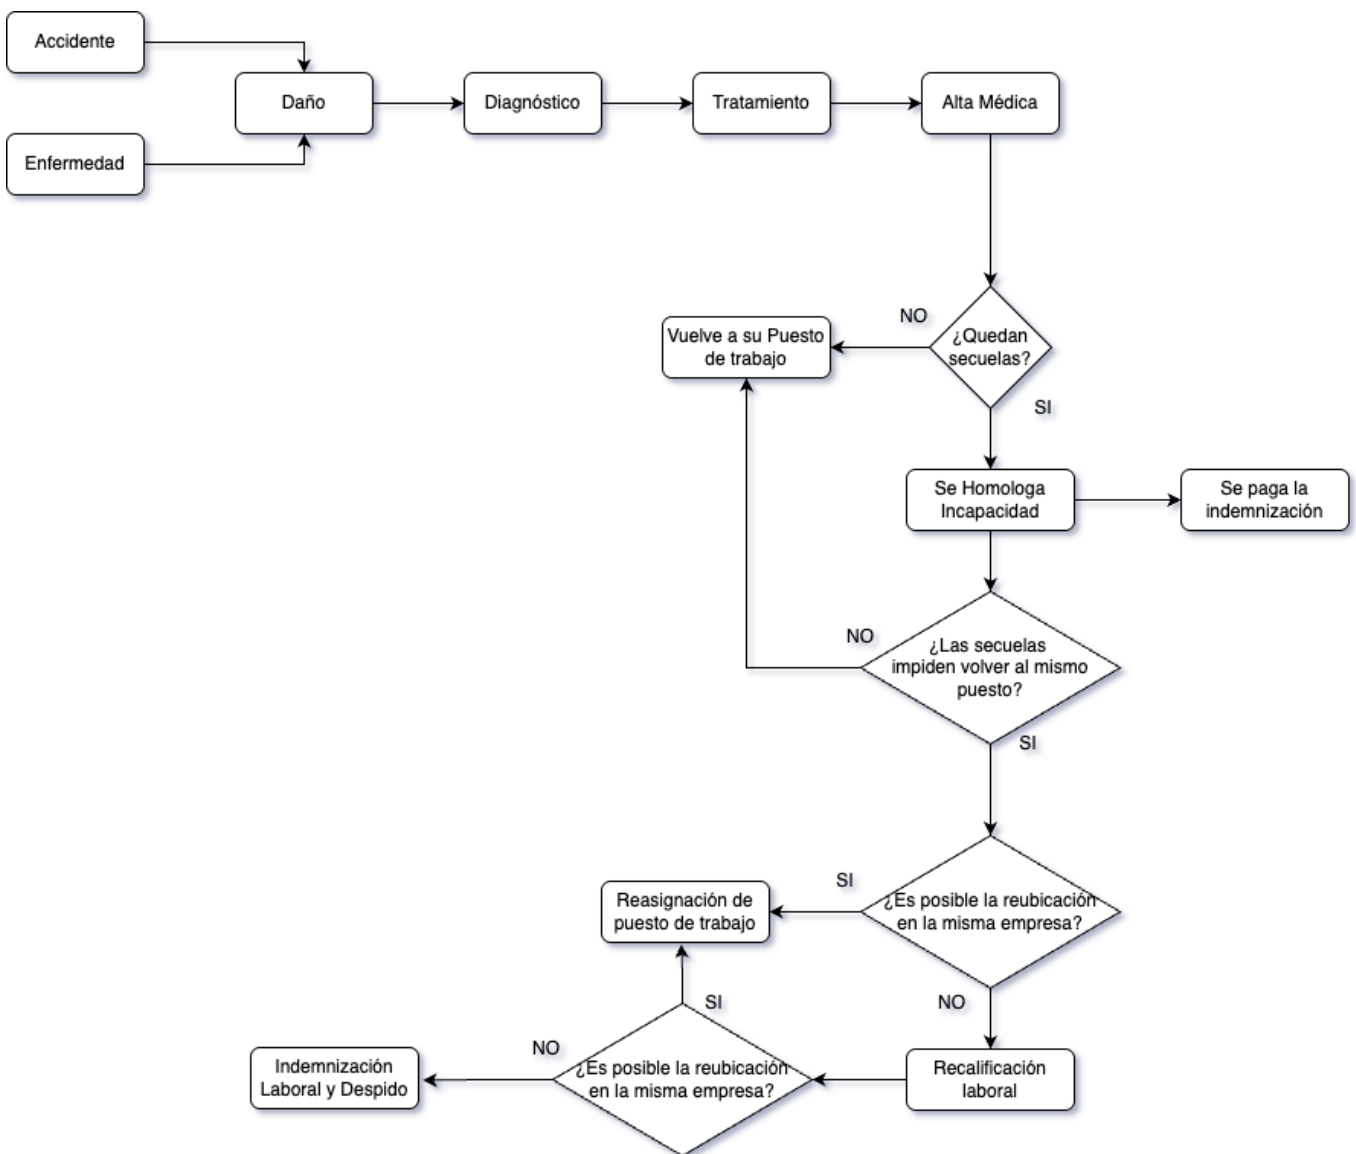 Accidente
Daño
Diagnóstico
Tratamiento
Alta Médica
Enfermedad
NO
¿Quedan
secuelas?
Vuelve a su Puesto
de trabajo
SI
Se Homologa
Incapacidad
Se paga la
indemnización
NO
¿Las secuelas
impiden volver al mismo
puesto?
SI
SI
¿Es posible la reubicación
en la misma empresa?
Reasignación de
puesto de trabajo
SI
NO
NO
¿Es posible la reubicación
en la misma empresa?
Indemnización
Laboral y Despido
Recalificación
laboral